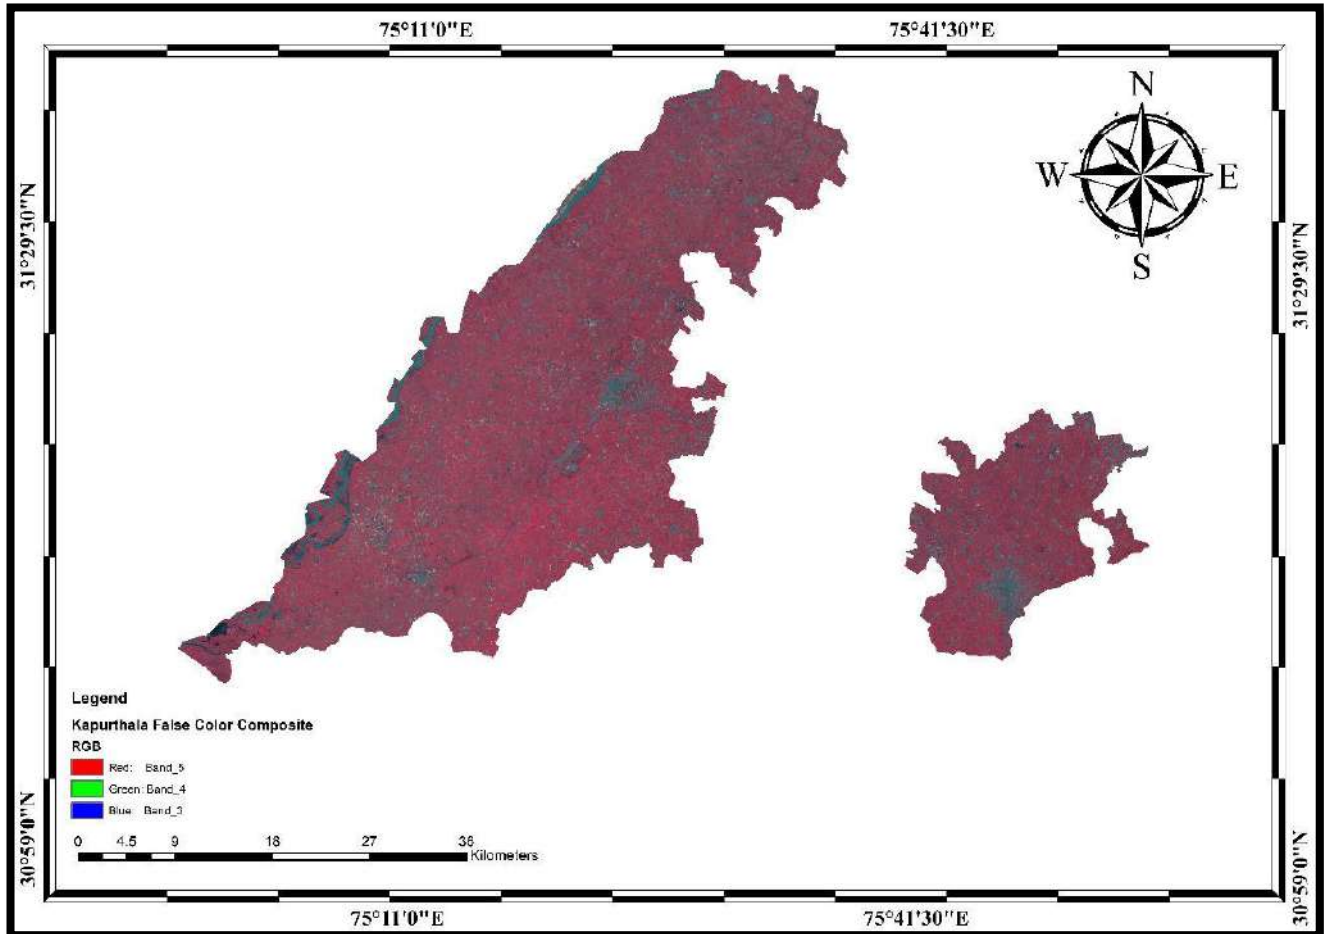 75°11'0"E 75°41'30"E
N
W E
S
31°29'30"N 31°29'30"N
Legend
Kapurthala False Color Composite
RGB
Red: Band_5
Green: Band_4
Blue: Band_3
0 4.5 9 18 27 36
Kilometers
30°59'0"N 30°59'0"N
75°11'0"E 75°41'30"E